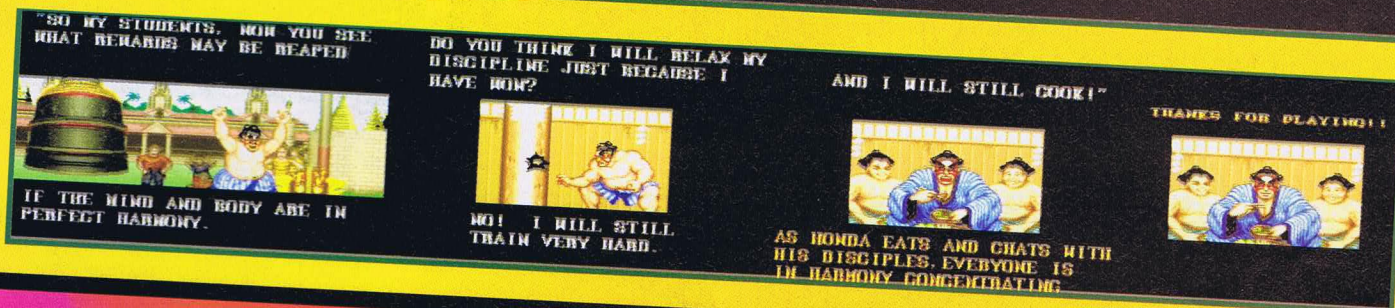 "SO MY STUDENTS, NOW YOU SEE
WHAT REWARDS MAY BE REAPED
IF THE MIND AND BODY ARE IN
PERFECT HARMONY.
DO YOU THINK I WILL RELAX MY
DISCIPLINE JUST BECAUSE I
HAVE WON?
NO! I WILL STILL
TRAIN VERY HARD.
AND I WILL STILL COOK!"
AS HONDA EATS AND CHATS WITH
HIS DISCIPLES, EVERYONE IS
IN HARMONY CONCENTRATING
THANKS FOR PLAYING!!